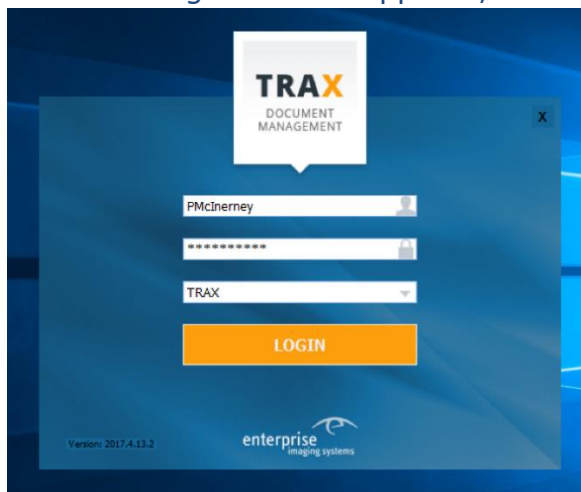 TRAX
DOCUMENT
MANAGEMENT
X
PMcInerney
**********
TRAX
LOGIN
Version: 2017.4.13.2
enterprise
imaging systems